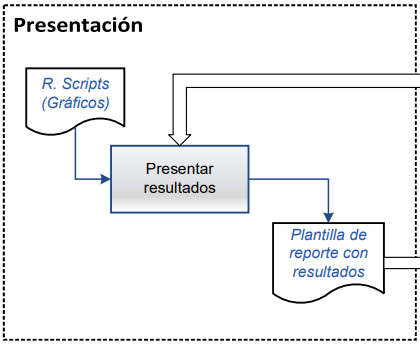 Presentación
R. Scripts
(Gráficos)
Presentar
resultados
Plantilla de
reporte con
resultados